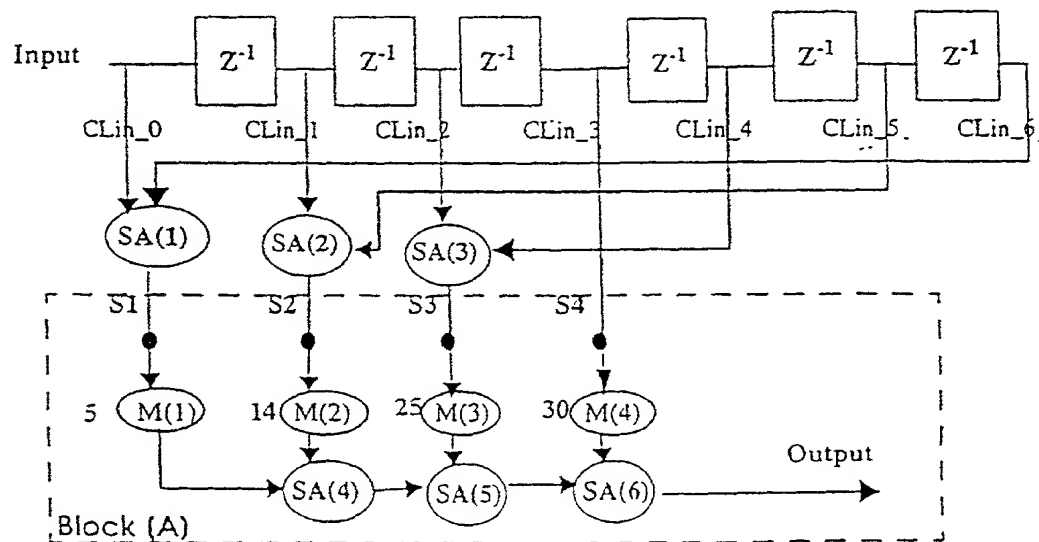 Input Z-1 Z-1 Z-1 Z-1 Z-1 Z-1
CLin_0 CLin_1 CLin_2 CLin_3 CLin_4 CLin_5 CLin_6
SA(1) SA(2) SA(3)
S1 S2 S3 S4
5 M(1) 14 M(2) 25 M(3) 30 M(4)
Output
SA(4) SA(5) SA(6)
Block (A)